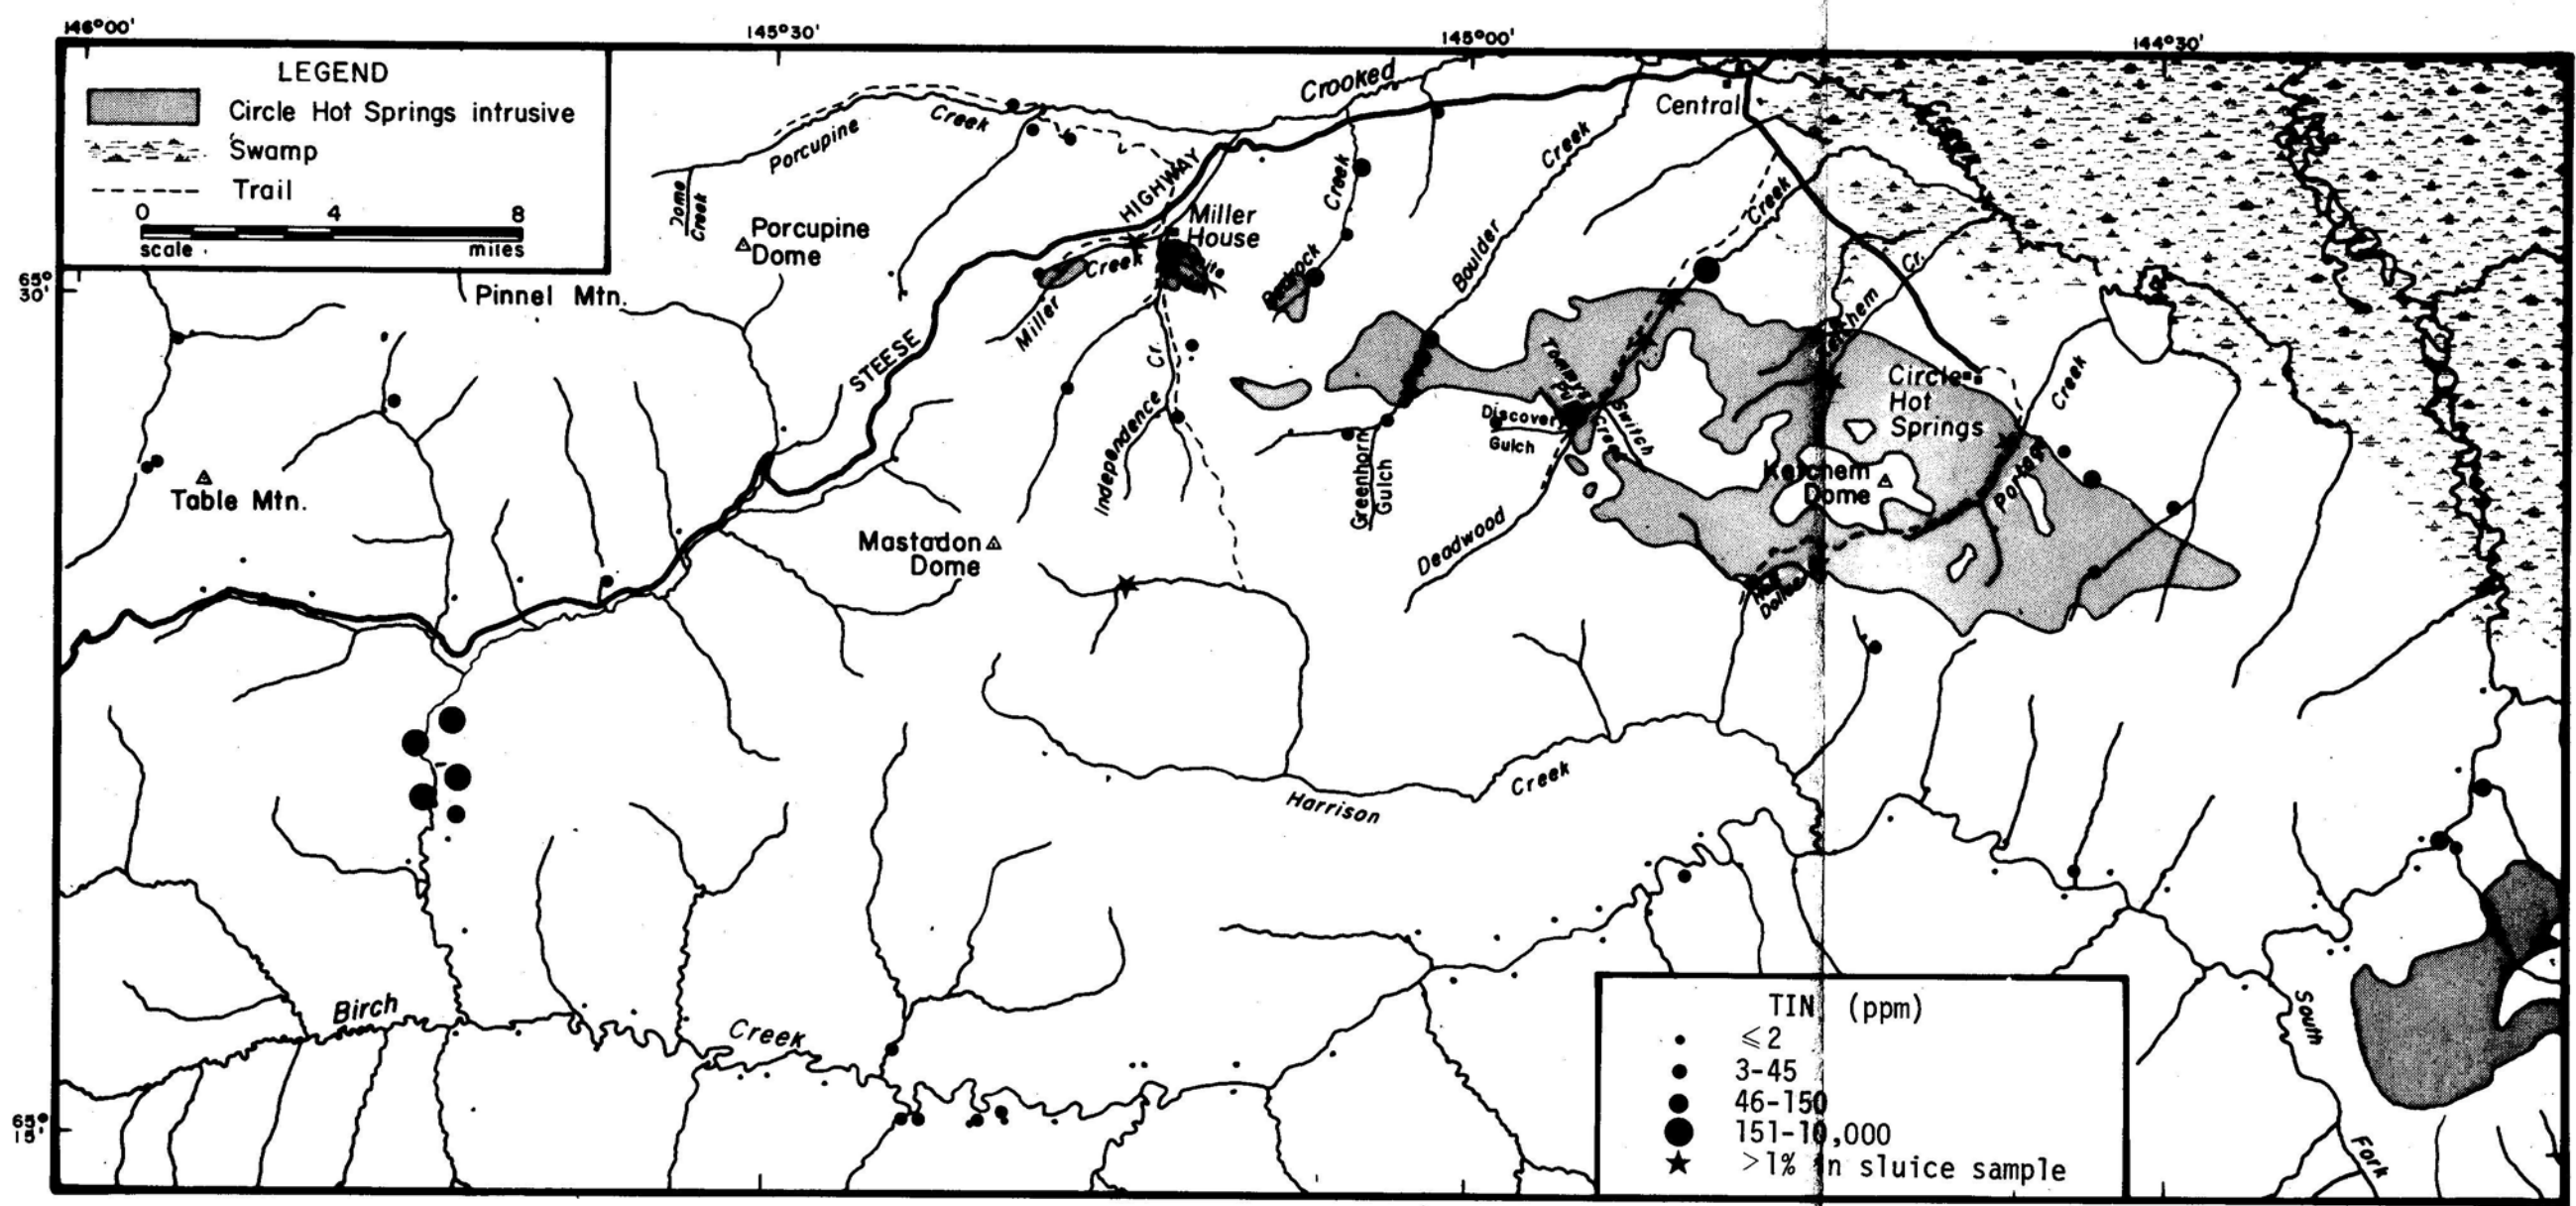 146°00'
145°30'
145°00'
144°30'
LEGEND
Circle Hot Springs intrusive
Swamp
Trail
0 4 8
scale miles
65°
30'
Pinnel Mtn.
Porcupine
Creek
Dome
Creek
Porcupine
Dome
Crooked
Creek
HIGHWAY
STEESE
Miller
House
Creek
Miller
Creek
Boulder
Creek
Central
Creek
Cr.
Independence
Cr.
Discovery
Gulch
Switch
Creek
Greenhorn
Gulch
Deadwood
Circle
Hot
Springs
Ketchem
Dome
Portage
Creek
Table Mtn.
Mastadon
Dome
Harrison
Creek
Birch
Creek
South
Fork
65°
15'
TIN (ppm)
≤2
3-45
46-150
151-10,000
>1% in sluice sample